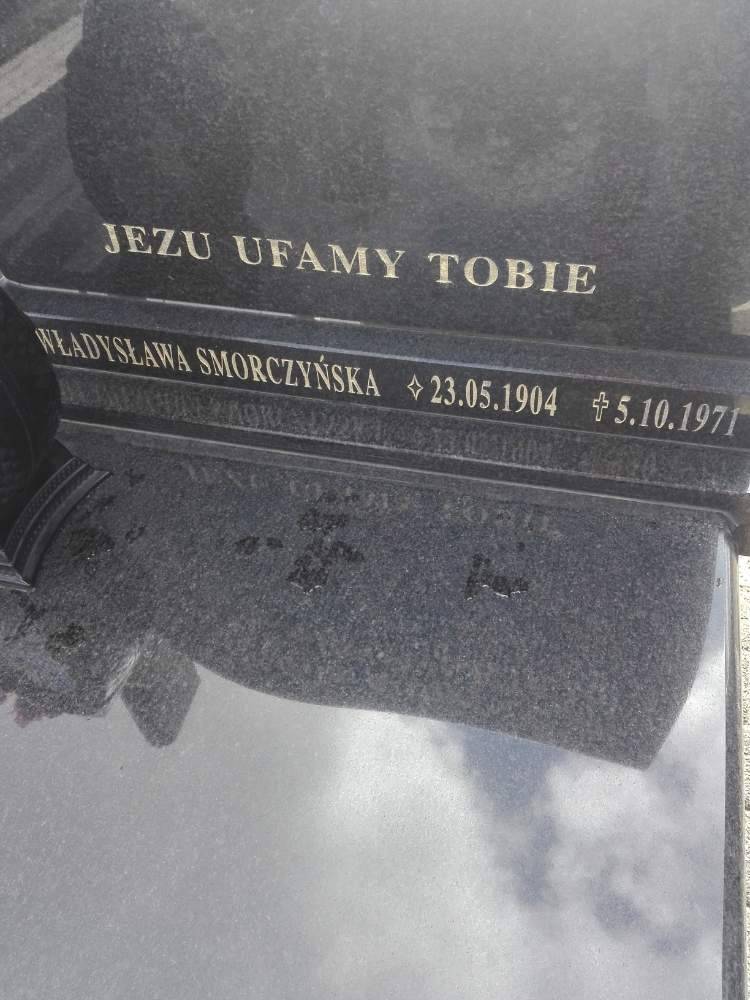 JEZU UFAMY TOBIE
WŁADYSŁAWA SMORCZYŃSKA ✧ 23.05.1904 ✝ 5.10.1971